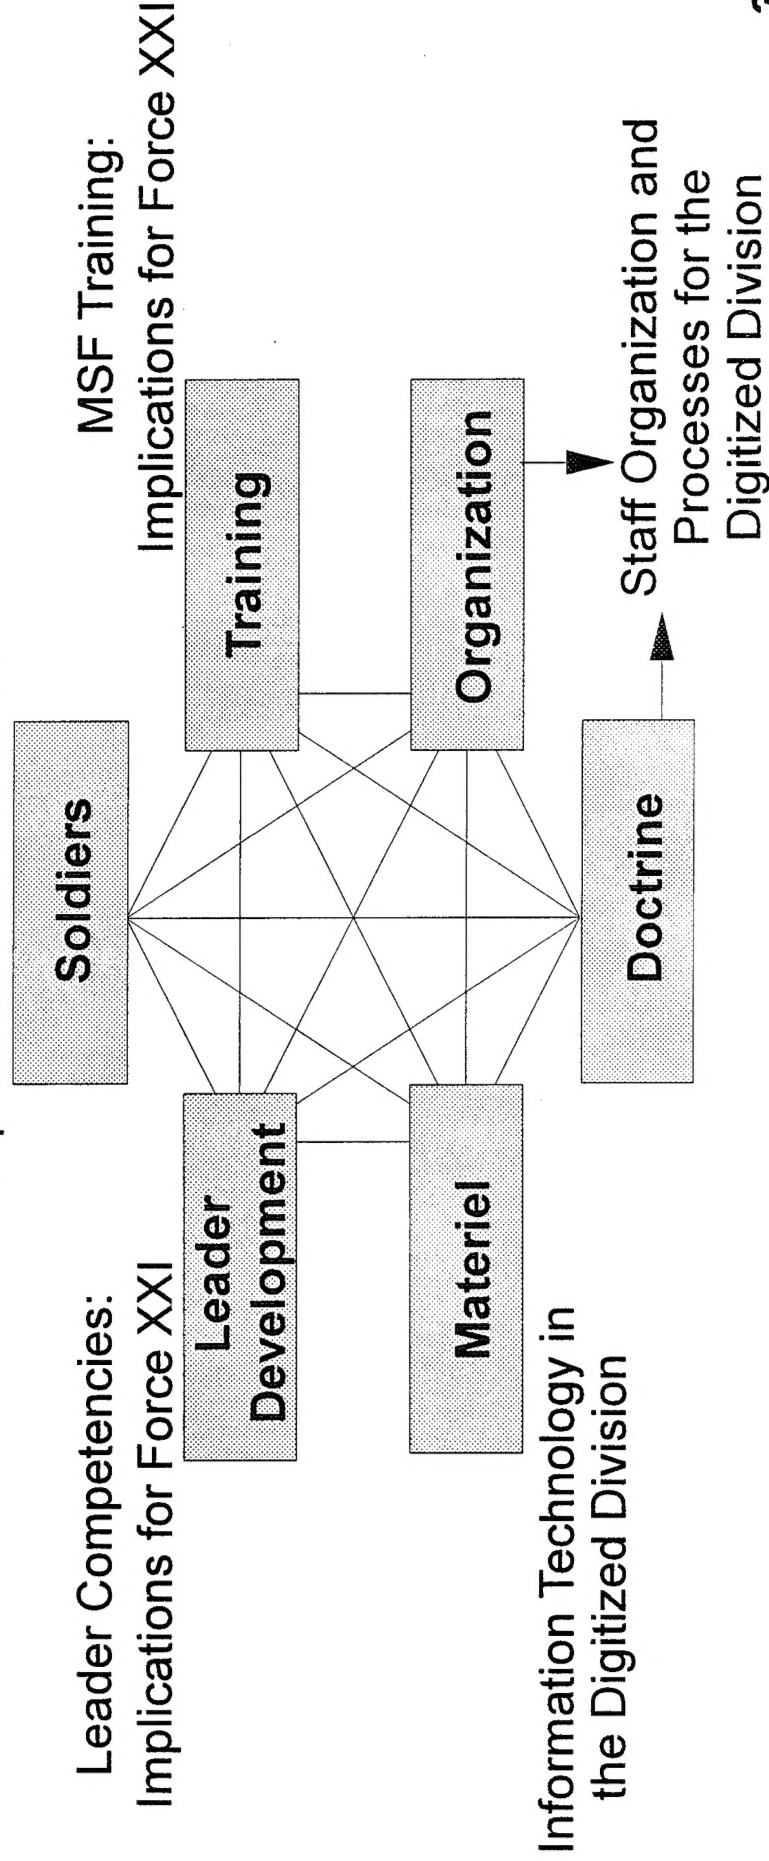 Soldiers
Leader Competencies:
Implications for Force XXI
MSF Training:
Implications for Force XXI
Leader
Development
Training
Materiel
Organization
Information Technology in
the Digitized Division
Doctrine
Staff Organization and
Processes for the
Digitized Division